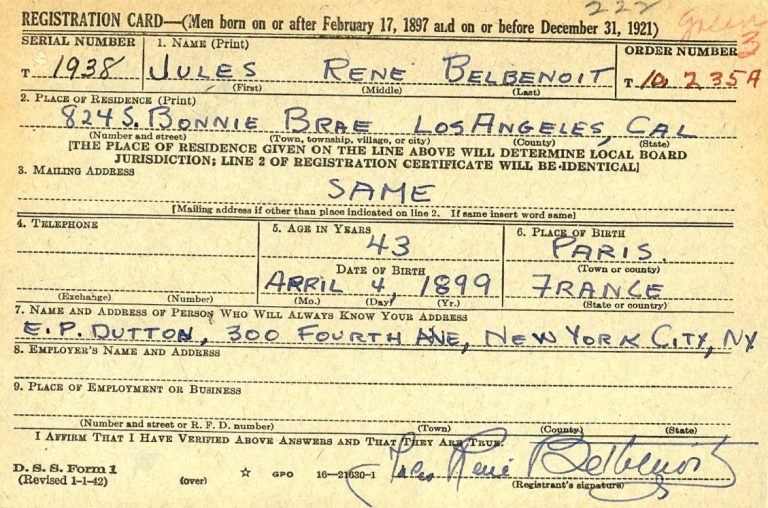 222
REGISTRATION CARD—(Men born on or after February 17, 1897 and on or before December 31, 1921)
green
3
SERIAL NUMBER 1. NAME (Print) ORDER NUMBER
T 1938 JULES RENE BELBENOIT T 10,235A
(First) (Middle) (Last)
2. PLACE OF RESIDENCE (Print)
824 S. BONNIE BRAE LOS ANGELES, CAL
(Number and street) (Town, township, village, or city) (County) (State)
[THE PLACE OF RESIDENCE GIVEN ON THE LINE ABOVE WILL DETERMINE LOCAL BOARD
JURISDICTION; LINE 2 OF REGISTRATION CERTIFICATE WILL BE IDENTICAL]
3. MAILING ADDRESS
SAME
[Mailing address if other than place indicated on line 2. If same insert word same]
4. TELEPHONE 5. AGE IN YEARS 6. PLACE OF BIRTH
43 PARIS.
DATE OF BIRTH (Town or county)
APRIL 4, 1899 FRANCE
(Exchange) (Number) (Mo.) (Day) (Yr.) (State or country)
7. NAME AND ADDRESS OF PERSON WHO WILL ALWAYS KNOW YOUR ADDRESS
E. P. DUTTON, 300 FOURTH AVE, NEW YORK CITY, NY
8. EMPLOYER'S NAME AND ADDRESS
9. PLACE OF EMPLOYMENT OR BUSINESS
(Number and street or R. F. D. number) (Town) (County) (State)
I AFFIRM THAT I HAVE VERIFIED ABOVE ANSWERS AND THAT THEY ARE TRUE.
D. S. S. Form 1
(Revised 1-1-42) (over) ☆ GPO 16—21630-1 Jules René Belbenoit
(Registrant's signature)